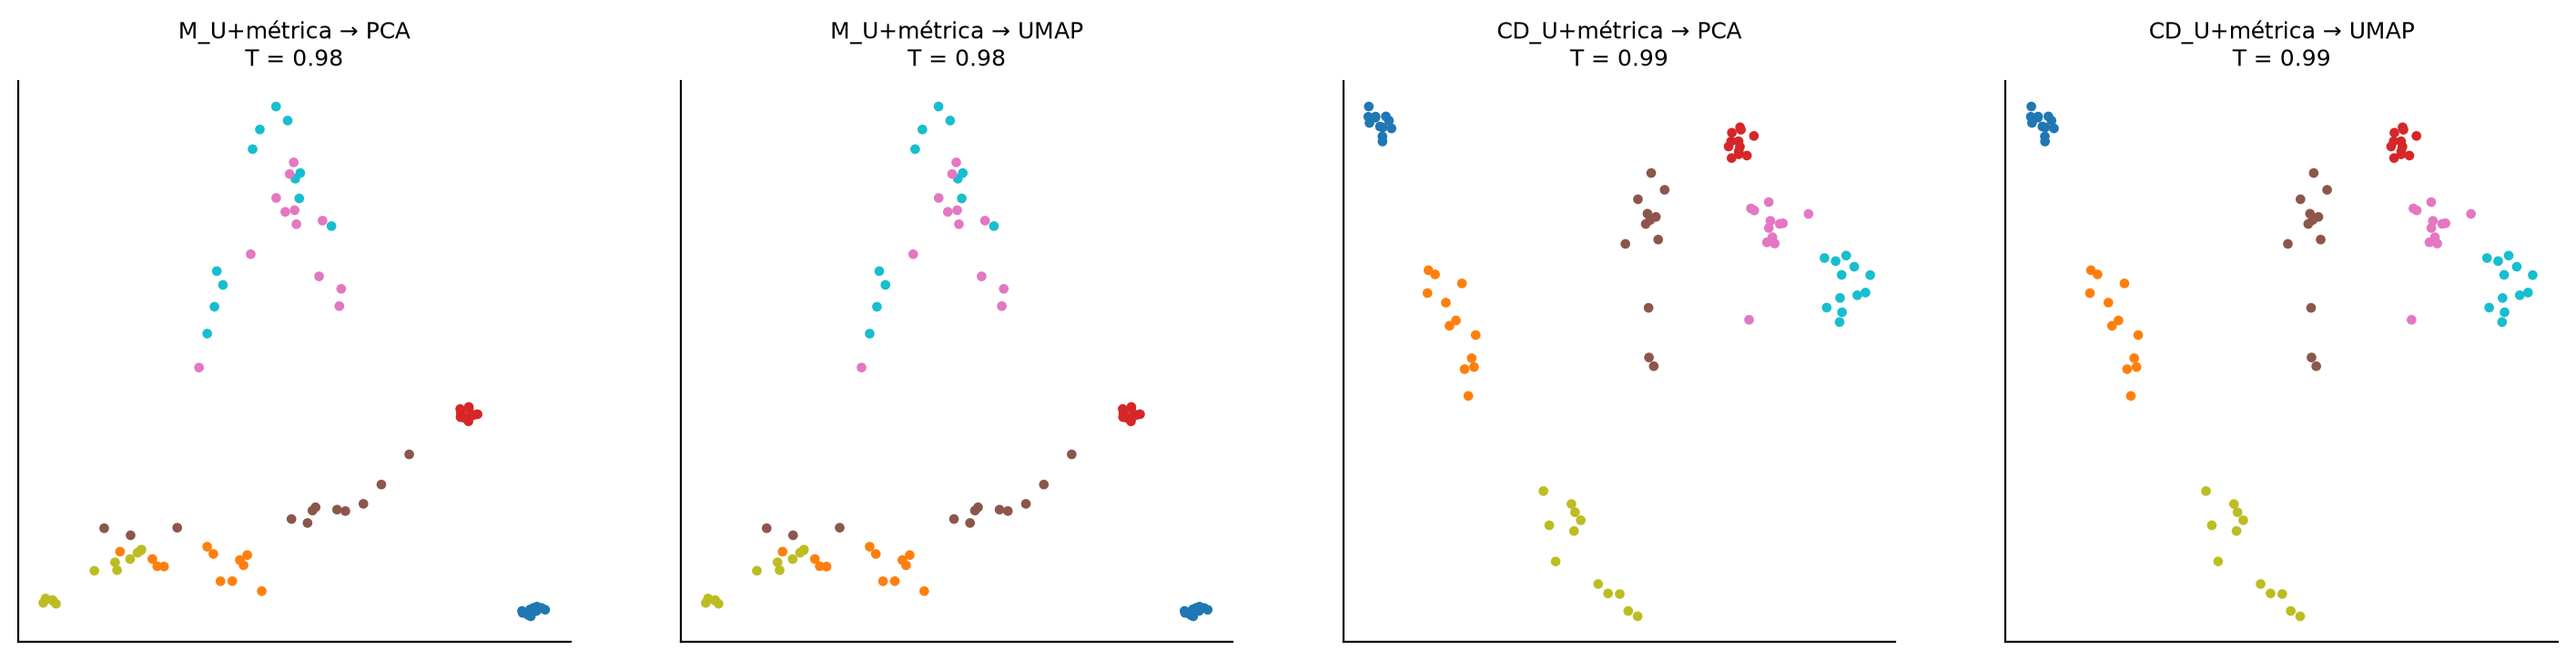 M_U+métrica → PCA
T = 0.98
M_U+métrica → UMAP
T = 0.98
CD_U+métrica → PCA
T = 0.99
CD_U+métrica → UMAP
T = 0.99